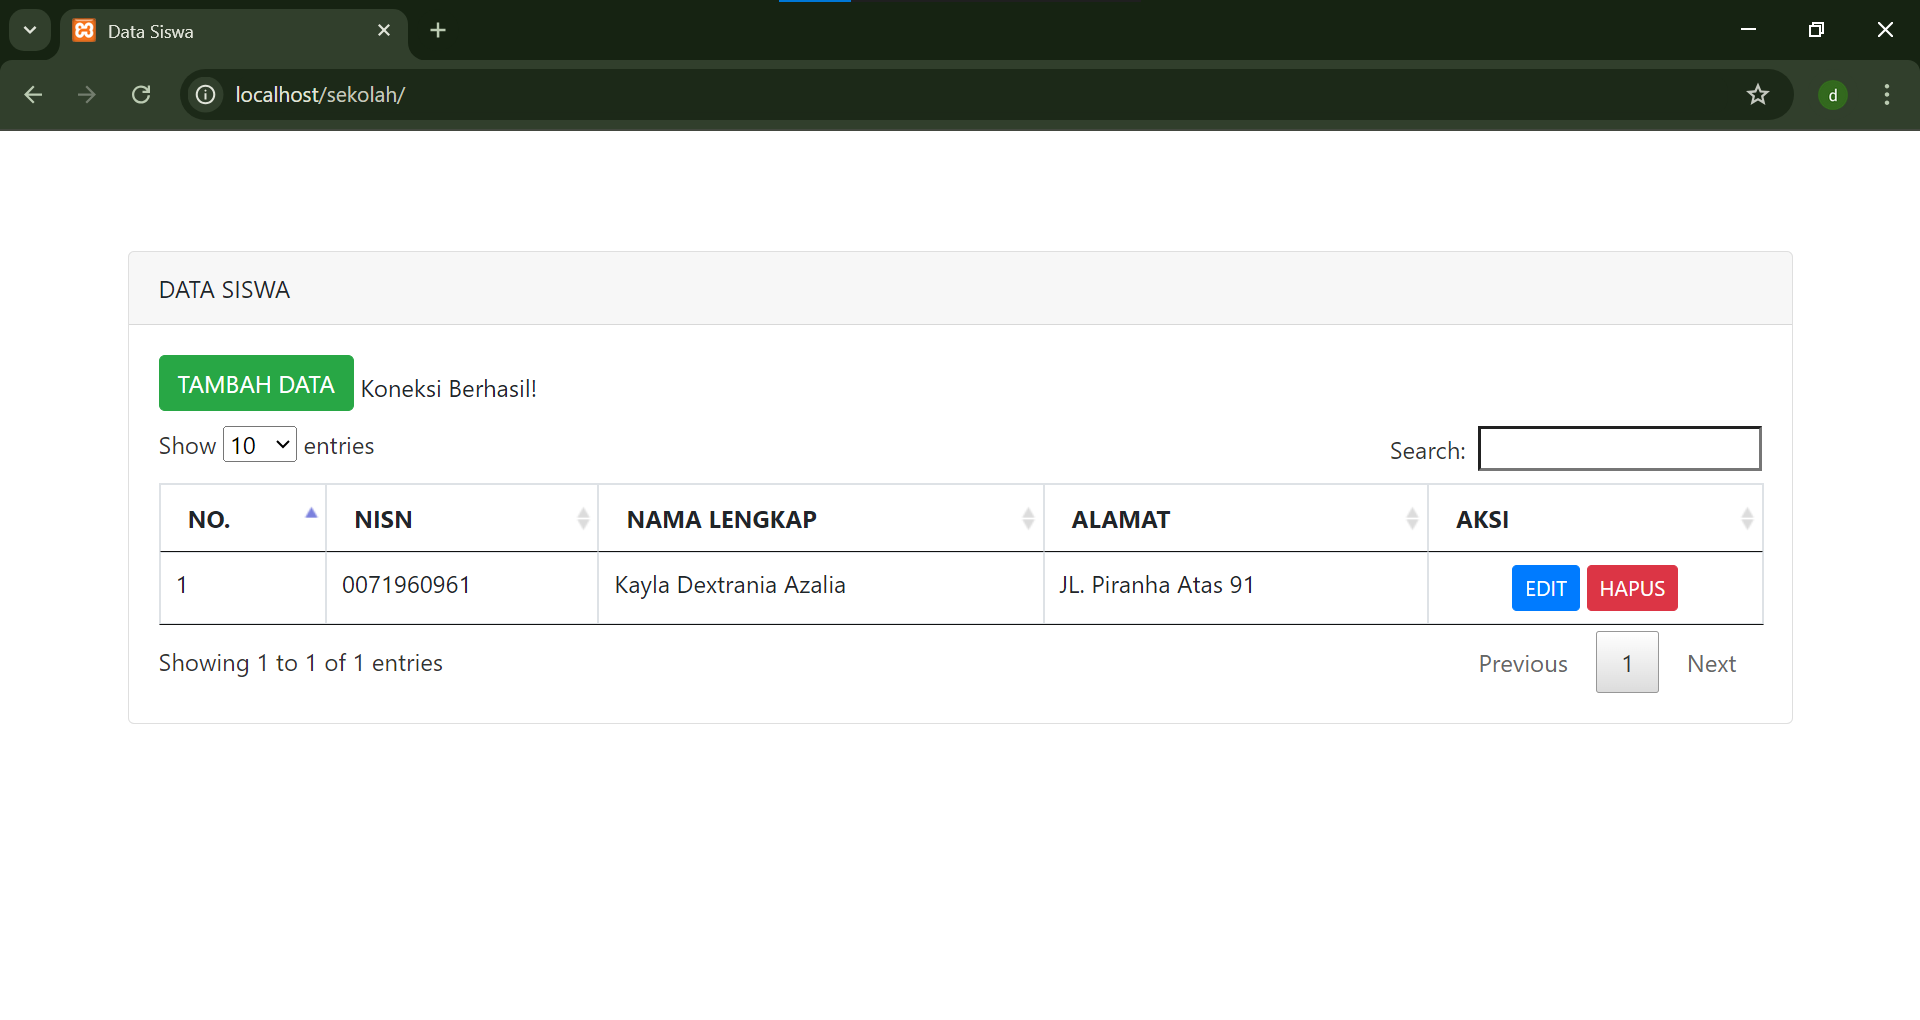 Data Siswa
localhost/sekolah/
d
DATA SISWA
TAMBAH DATA Koneksi Berhasil!
Show 10 entries Search:
NO. NISN NAMA LENGKAP ALAMAT AKSI
1 0071960961 Kayla Dextrania Azalia JL. Piranha Atas 91 EDIT HAPUS
Showing 1 to 1 of 1 entries Previous 1 Next